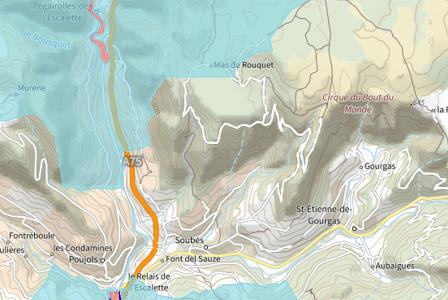 Pégairolles-de-
l'Escalette
le Bousquet
Mas de Rouquet
Murène
Cirque du Bout du
Monde
645
A75
Gourgas
St-Étienne-de-
Gourgas
Fontréboule
les Condamines
Poujols
Soubès
Font del Sauze
Aubaigues
le Relais de
l'Escalette